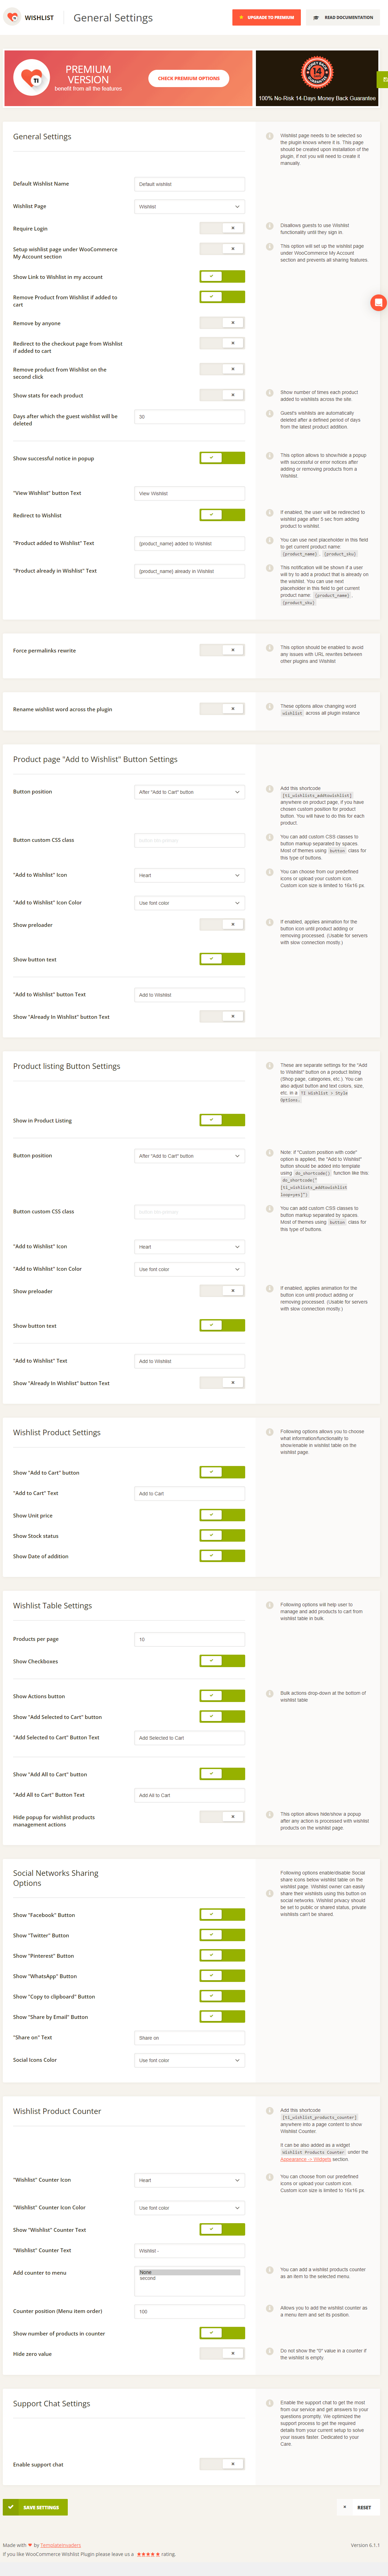 WISHLIST
General Settings
UPGRADE TO PREMIUM
READ DOCUMENTATION
PREMIUM
VERSION
benefit from all the features
CHECK PREMIUM OPTIONS
100% No-Risk 14-Days Money Back Guarantee
General Settings
Wishlist page needs to be selected so
the plugin knows where it is. This page
should be created upon installation of the
plugin, if not you will need to create it
manually.
Default Wishlist Name
Default wishlist
Wishlist Page
Wishlist
Require Login
Disallows guests to use Wishlist
functionality until they sign in.
Setup wishlist page under WooCommerce
My Account section
This option will set up the wishlist page
under WooCommerce My Account
section and prevents all sharing features.
Show Link to Wishlist in my account
Remove Product from Wishlist if added to
cart
Remove by anyone
Redirect to the checkout page from Wishlist
if added to cart
Remove product from Wishlist on the
second click
Show stats for each product
Show number of times each product
added to wishlists across the site.
Days after which the guest wishlist will be
deleted
30
Guest's wishlists are automatically
deleted after a defined period of days
from the latest product addition
Show successful notice in popup
This option allows to show/hide a popup
with successful or error notices after
adding or removing products from a
Wishlist.
"View Wishlist" button Text
View Wishlist
Redirect to Wishlist
If enabled, the user will be redirected to
wishlist page after 5 sec from adding
product to wishlist.
"Product added to Wishlist" Text
{product_name} added to Wishlist
You can use next placeholder in this field
to get current product name:
{product_name} , {product_sku}
"Product already in Wishlist" Text
{product_name} already in Wishlist
This notification will be shown if a user
will try to add a product that is already on
the wishlist. You can use next
placeholder in this field to get current
product name: {product_name} ,
{product_sku}
Force permalinks rewrite
This option should be enabled to avoid
any issues with URL rewrites between
other plugins and Wishlist
Rename wishlist word across the plugin
These options allow changing word
wishlist across all plugin instance
Product page "Add to Wishlist" Button Settings
Button position
After "Add to Cart" button
Add this shortcode
[ti_wishlists_addtowishlist]
anywhere on product page, if you have
chosen custom position for product
button. You will have to do this for each
product.
Button custom CSS class
You can add custom CSS classes to
button markup separated by spaces.
Most of themes using button class for
this type of buttons.
"Add to Wishlist" Icon
Heart
You can choose from our predefined
icons or upload your custom icon.
Custom icon size is limited to 16x16 px.
"Add to Wishlist" Icon Color
Use font color
Show preloader
If enabled, applies animation for the
button icon until product adding or
removing processed. (Usable for servers
with slow connection mostly.)
Show button text
"Add to Wishlist" button Text
Add to Wishlist
Show "Already In Wishlist" button Text
Product listing Button Settings
These are separate settings for the "Add
to Wishlist" button on a product listing
(Shop page, categories, etc.). You can
also adjust button and text colors, size,
etc. in a TI Wishlist > Style
Options.
Show in Product Listing
Button position
After "Add to Cart" button
Note: if "Custom position with code"
option is applied, the "Add to Wishlist"
button should be added into template
using do_shortcode() function like this:
do_shortcode("
[ti_wishlists_addtowishlist
loop=yes]")
Button custom CSS class
You can add custom CSS classes to
button markup separated by spaces.
Most of themes using button class for
this type of buttons.
"Add to Wishlist" Icon
Heart
"Add to Wishlist" Icon Color
Use font color
Show preloader
If enabled, applies animation for the
button icon until product adding or
removing processed. (Usable for servers
with slow connection mostly.)
Show button text
"Add to Wishlist" Text
Add to Wishlist
Show "Already In Wishlist" button Text
Wishlist Product Settings
Following options allows you to choose
what information/functionality to
show/enable in wishlist table on the
wishlist page.
Show "Add to Cart" button
"Add to Cart" Text
Add to Cart
Show Unit price
Show Stock status
Show Date of addition
Wishlist Table Settings
Following options will help user to
manage and add products to cart from
wishlist table in bulk.
Products per page
10
Show Checkboxes
Show Actions button
Bulk actions drop-down at the bottom of
wishlist table
Show "Add Selected to Cart" button
"Add Selected to Cart" Button Text
Add Selected to Cart
Show "Add All to Cart" button
"Add All to Cart" Button Text
Add All to Cart
Hide popup for wishlist products
management actions
This option allows hide/show a popup
after any action is processed with wishlist
products on the wishlist page.
Social Networks Sharing
Options
Following options enable/disable Social
share icons below wishlist table on the
wishlist page. Wishlist owner can easily
share their wishlists using this button on
social networks. Wishlist privacy should
be set to public or shared status, private
wishlists can't be shared.
Show "Facebook" Button
Show "Twitter" Button
Show "Pinterest" Button
Show "WhatsApp" Button
Show "Copy to clipboard" Button
Show "Share by Email" Button
"Share on" Text
Share on
Social Icons Color
Use font color
Wishlist Product Counter
Add this shortcode
[ti_wishlist_products_counter]
anywhere into a page content to show
Wishlist Counter.
It can be also added as a widget
Wishlist Products Counter under the
Appearance -> Widgets section.
"Wishlist" Counter Icon
Heart
You can choose from our predefined
icons or upload your custom icon.
Custom icon size is limited to 16x16 px.
"Wishlist" Counter Icon Color
Use font color
Show "Wishlist" Counter Text
"Wishlist" Counter Text
Wishlist -
Add counter to menu
None
second
You can add a wishlist products counter
as an item to the selected menu.
Counter position (Menu item order)
100
Allows you to add the wishlist counter as
a menu item and set its position.
Show number of products in counter
Hide zero value
Do not show the "0" value in a counter if
the wishlist is empty.
Support Chat Settings
Enable the support chat to get the most
from our service and get answers to your
questions promptly. We optimized the
support process to get the required
details from your current setup to solve
your issues faster. Dedicated to your
Care.
Enable support chat
SAVE SETTINGS
RESET
Made with ❤ by TemplateInvaders
Version 6.1.1
If you like WooCommerce Wishlist Plugin please leave us a ★★★★★ rating.